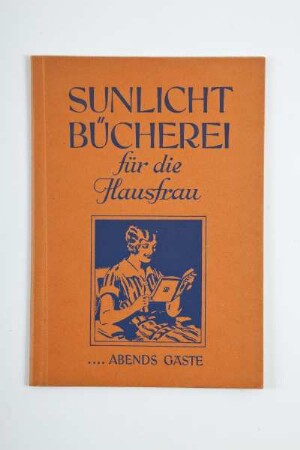 SUNLICHT
BÜCHEREI
für die
Hausfrau
.... ABENDS GÄSTE